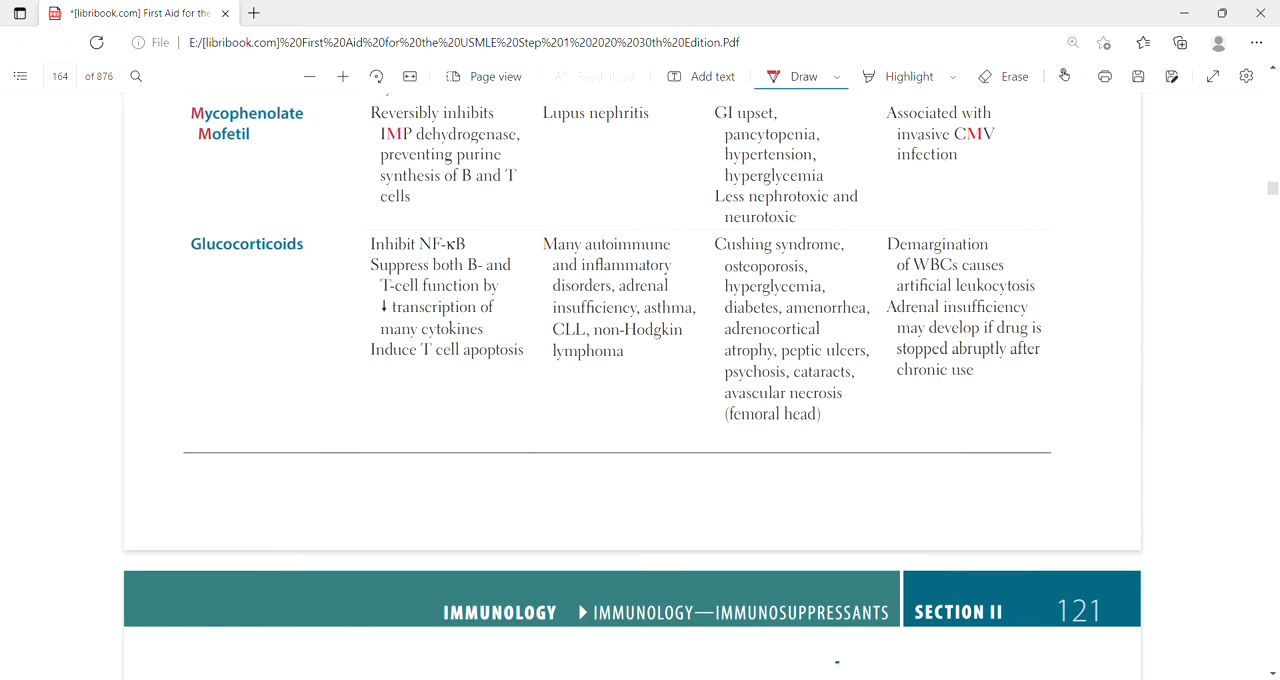 *[libribook.com] First Aid for the
File E:/[libribook.com]%20First%20Aid%20for%20the%20USMLE%20Step%201%202020%2030th%20Edition.Pdf
164 of 876 Page view Read aloud Add text Draw Highlight Erase
Mycophenolate
Mofetil
Reversibly inhibits
IMP dehydrogenase,
preventing purine
synthesis of B and T
cells
Lupus nephritis
GI upset,
pancytopenia,
hypertension,
hyperglycemia
Less nephrotoxic and
neurotoxic
Associated with
invasive CMV
infection
Glucocorticoids
Inhibit NF-κB
Suppress both B- and
T-cell function by
↓ transcription of
many cytokines
Induce T cell apoptosis
Many autoimmune
and inflammatory
disorders, adrenal
insufficiency, asthma,
CLL, non-Hodgkin
lymphoma
Cushing syndrome,
osteoporosis,
hyperglycemia,
diabetes, amenorrhea,
adrenocortical
atrophy, peptic ulcers,
psychosis, cataracts,
avascular necrosis
(femoral head)
Demargination
of WBCs causes
artificial leukocytosis
Adrenal insufficiency
may develop if drug is
stopped abruptly after
chronic use
IMMUNOLOGY ▶ IMMUNOLOGY—IMMUNOSUPPRESSANTS SECTION II 121